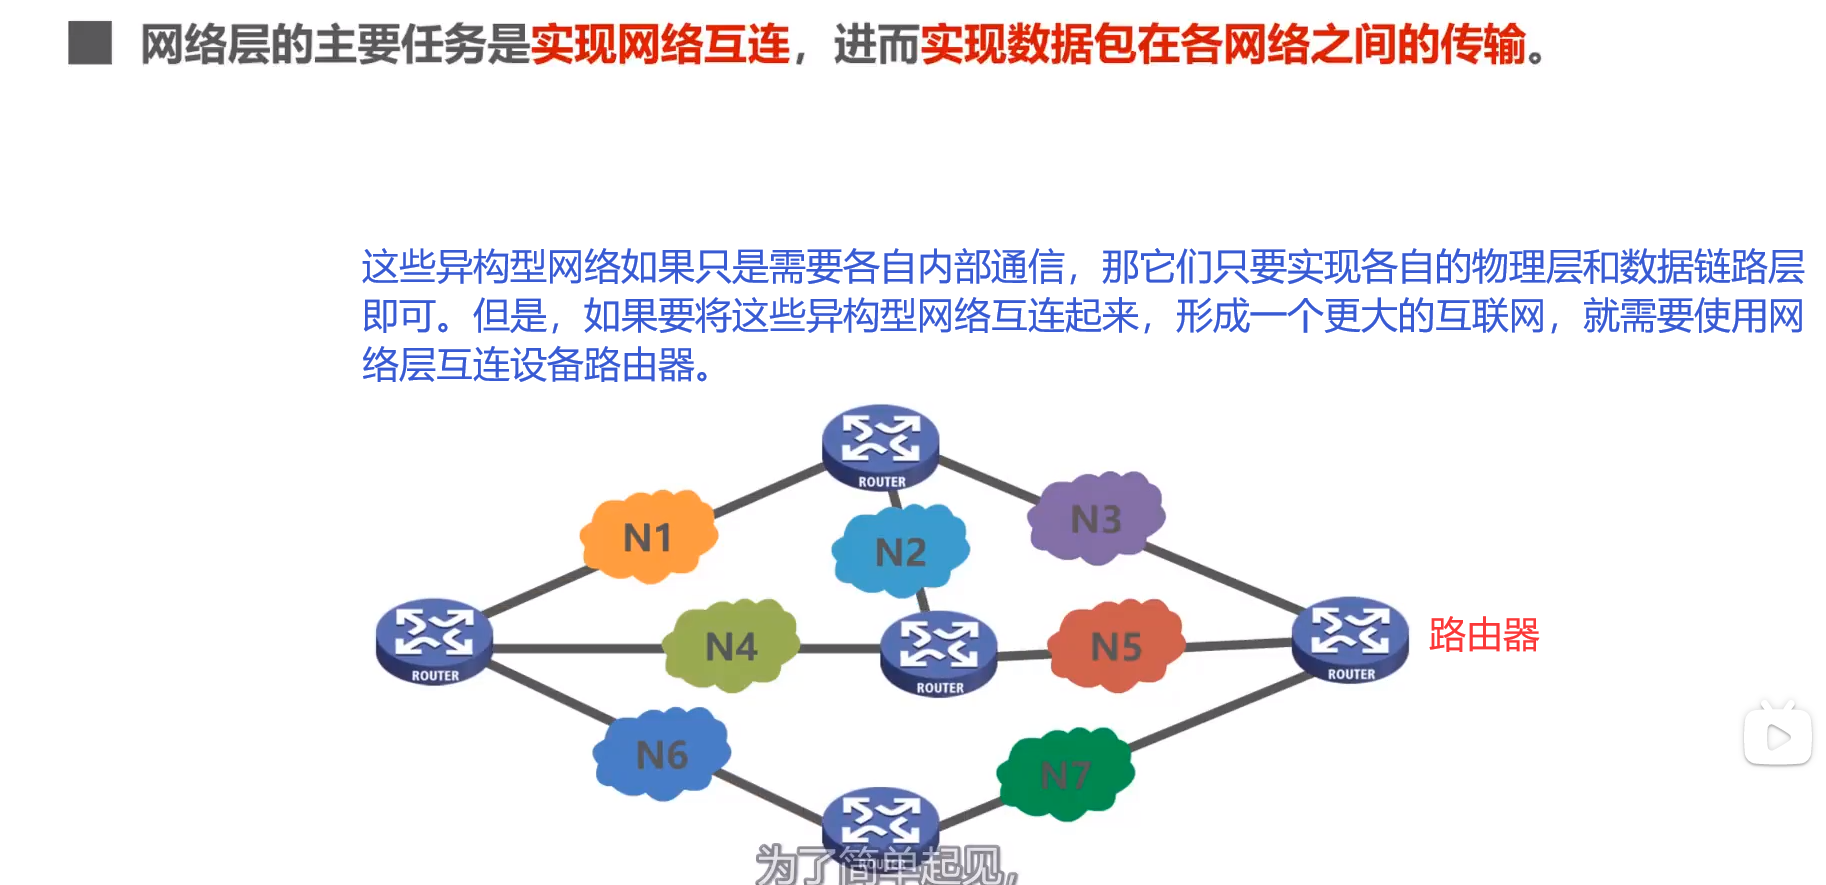 网络层的主要任务是实现网络互连，进而实现数据包在各网络之间的传输。
这些异构型网络如果只是需要各自内部通信，那它们只要实现各自的物理层和数据链路层
即可。但是，如果要将这些异构型网络互连起来，形成一个更大的互联网，就需要使用网
络层互连设备路由器。
ROUTER
N1
N2
N3
ROUTER
N4
ROUTER
N5
ROUTER
路由器
N6
N7
ROUTER
为了简单起见，